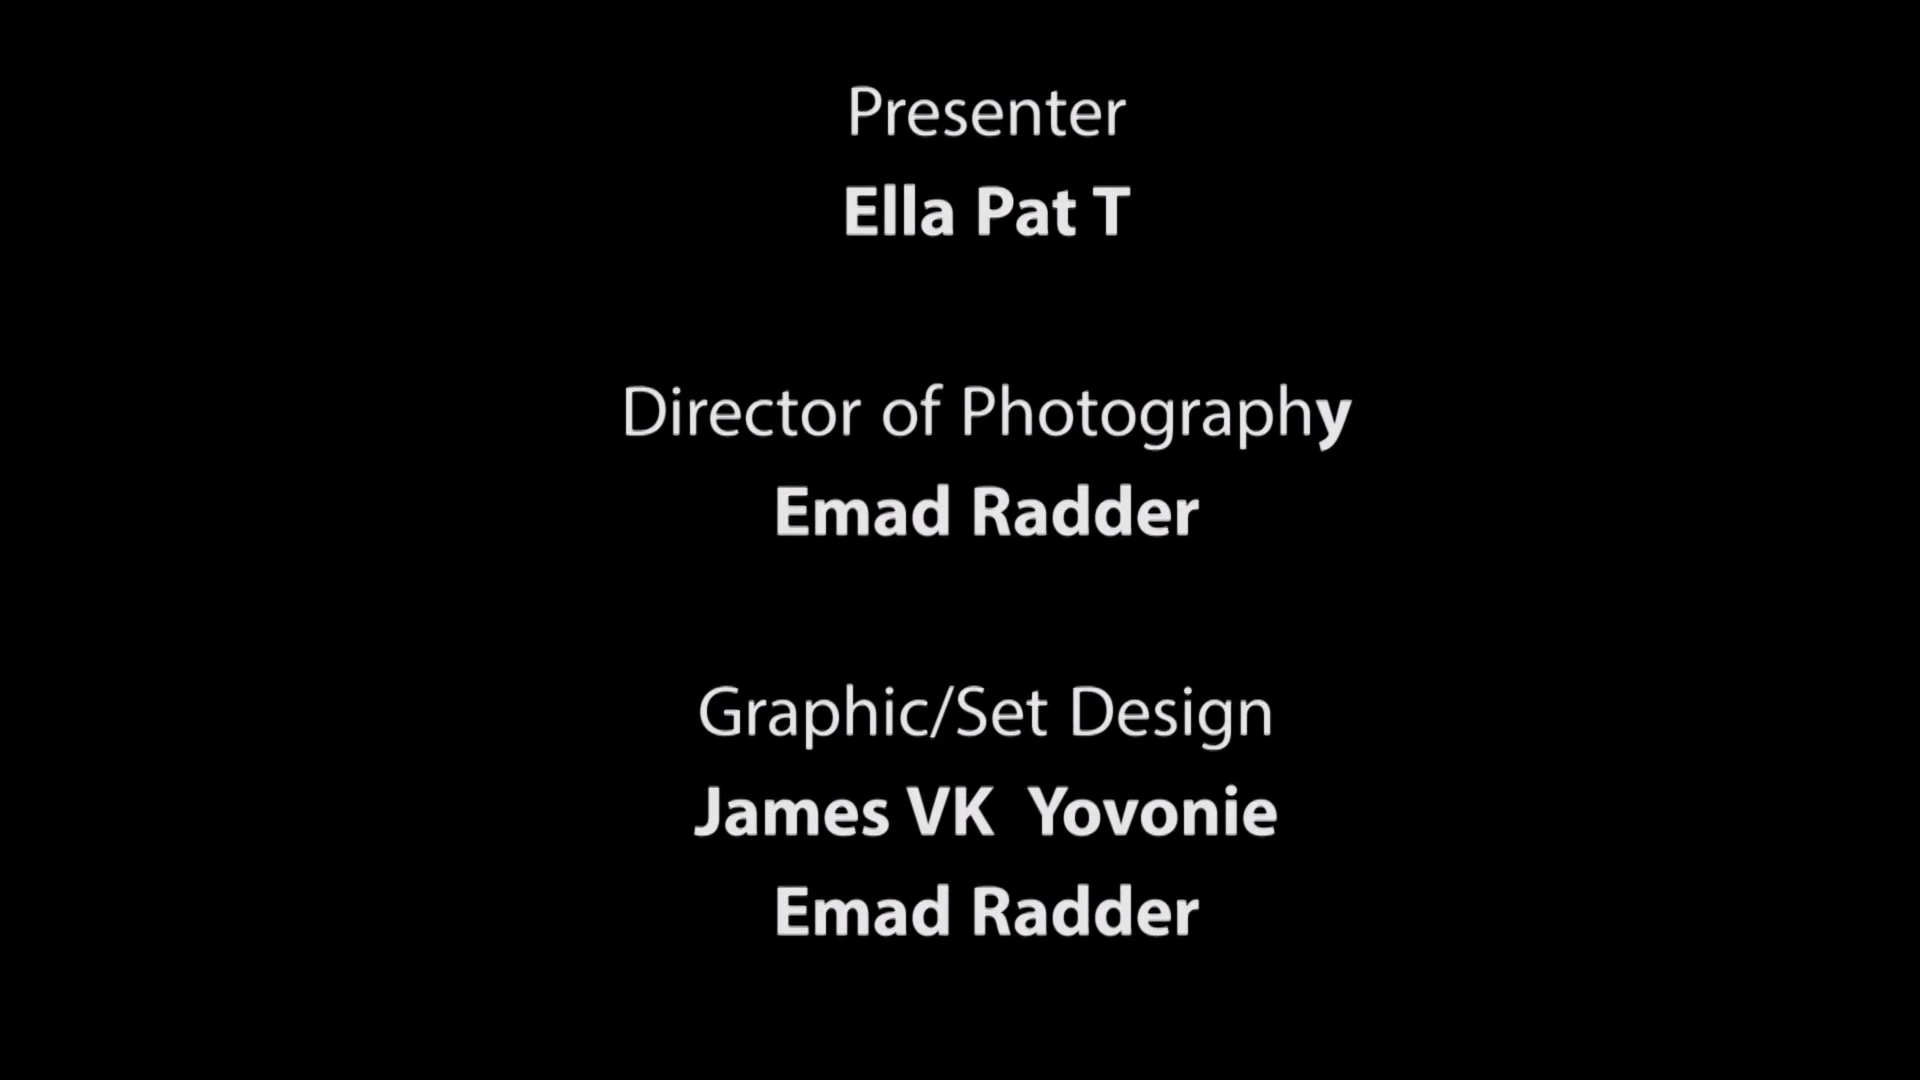 Presenter
Ella Pat T
Director of Photography
Emad Radder
Graphic/Set Design
James VK  Yovonie
Emad Radder